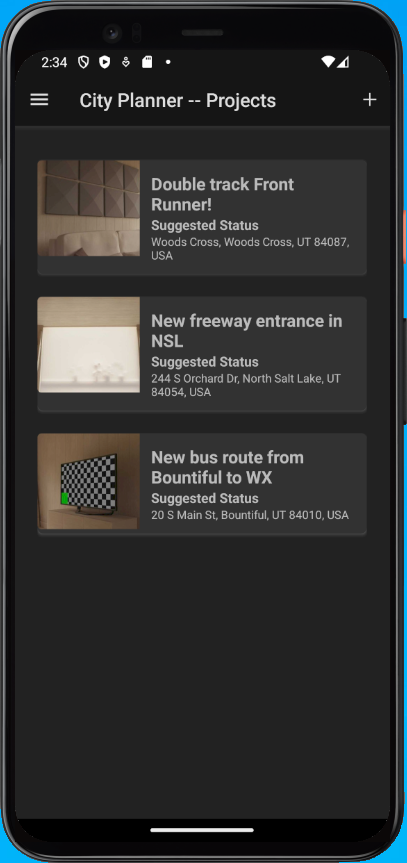 2:34
City Planner -- Projects
Double track Front
Runner!
Suggested Status
Woods Cross, Woods Cross, UT 84087,
USA
New freeway entrance in
NSL
Suggested Status
244 S Orchard Dr, North Salt Lake, UT
84054, USA
New bus route from
Bountiful to WX
Suggested Status
20 S Main St, Bountiful, UT 84010, USA